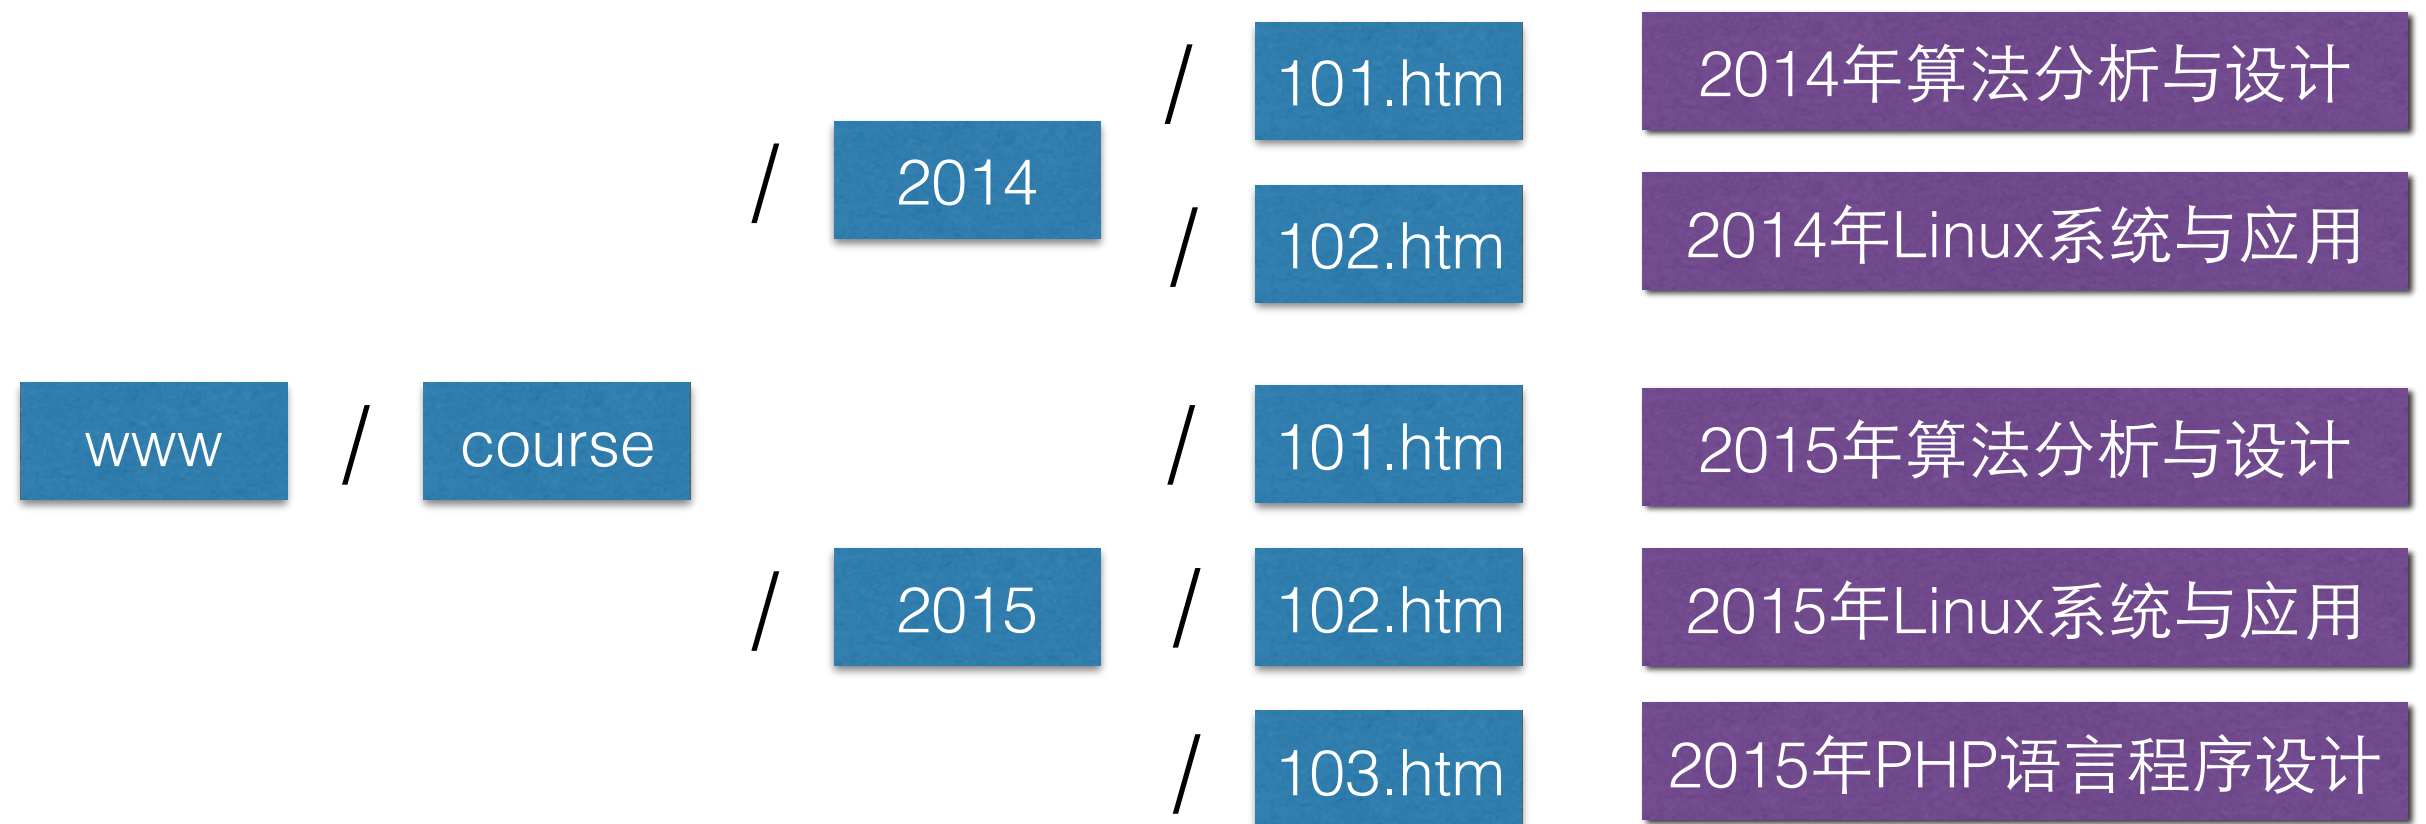 / 101.htm 2014年算法分析与设计
/ 2014
/ 102.htm 2014年Linux系统与应用
www / course
/ 101.htm 2015年算法分析与设计
/ 2015
/ 102.htm 2015年Linux系统与应用
/ 103.htm 2015年PHP语言程序设计